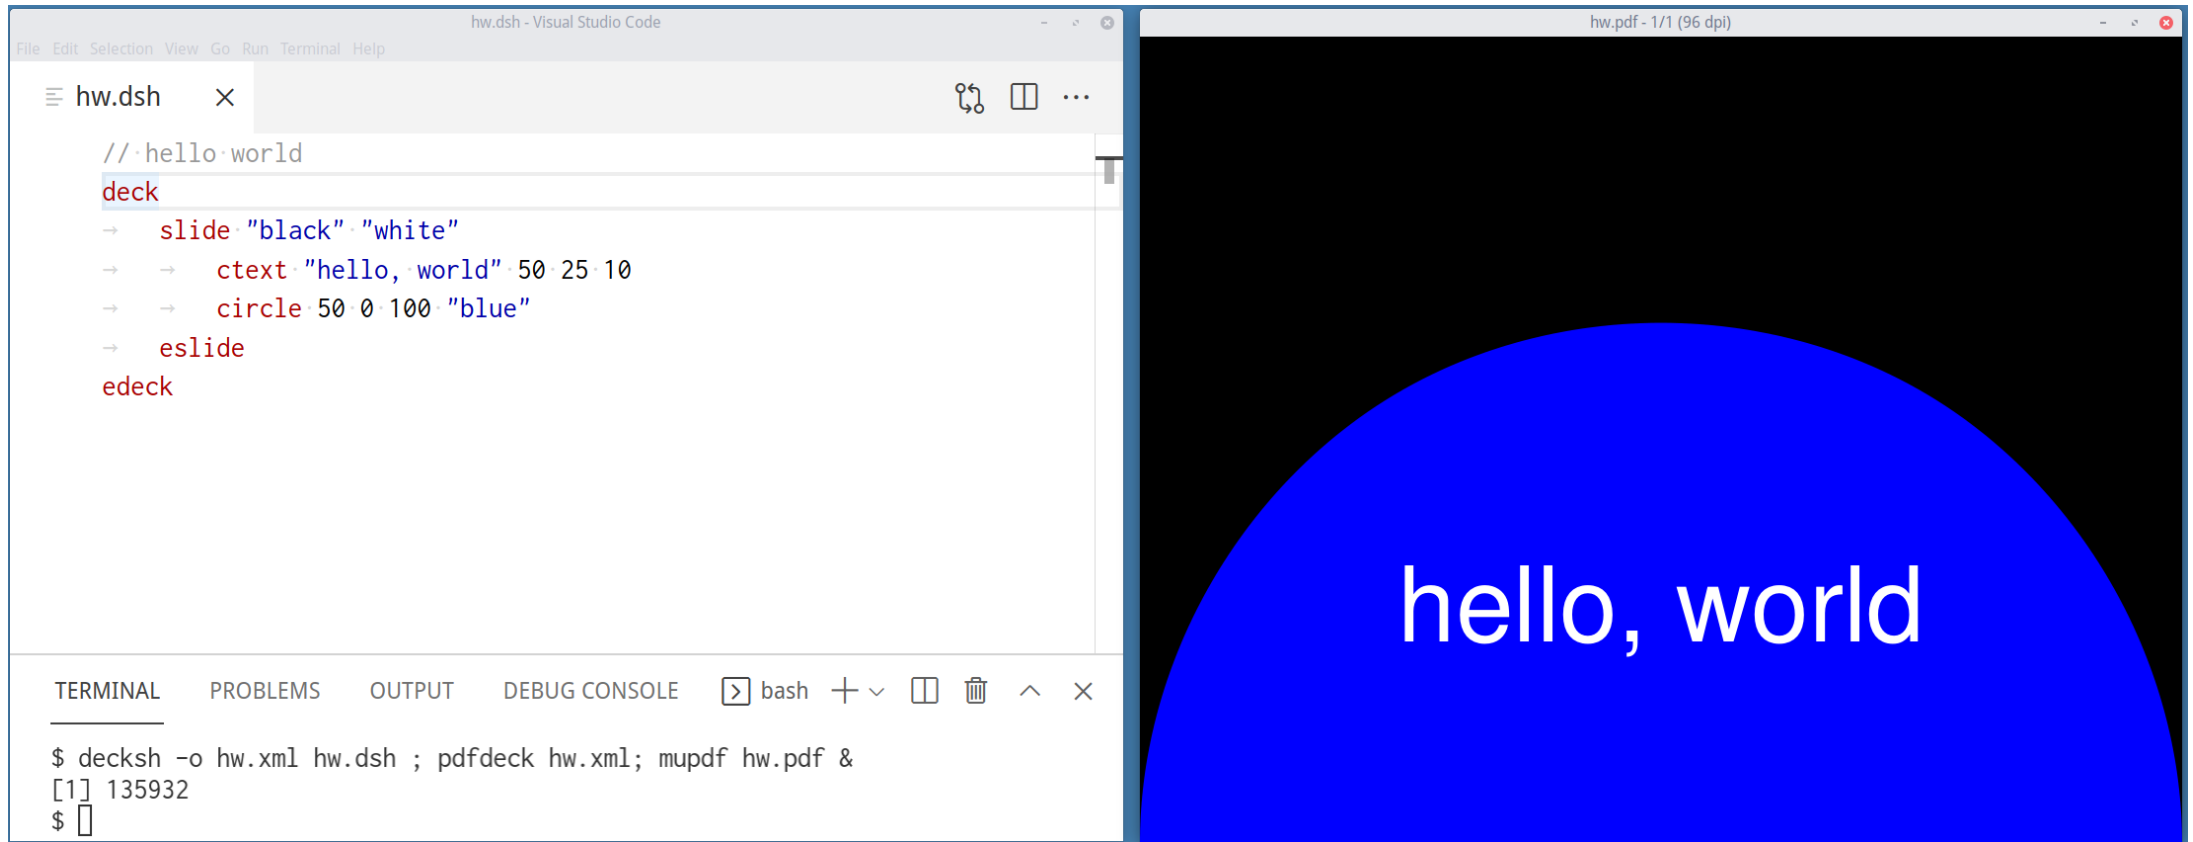 hw.dsh - Visual Studio Code
File Edit Selection View Go Run Terminal Help
hw.dsh
// hello world
deck
slide "black" "white"
ctext "hello, world" 50 25 10
circle 50 0 100 "blue"
eslide
edeck
TERMINAL PROBLEMS OUTPUT DEBUG CONSOLE bash
$ decksh -o hw.xml hw.dsh ; pdfdeck hw.xml; mupdf hw.pdf &
[1] 135932
$
hw.pdf - 1/1 (96 dpi)
hello, world